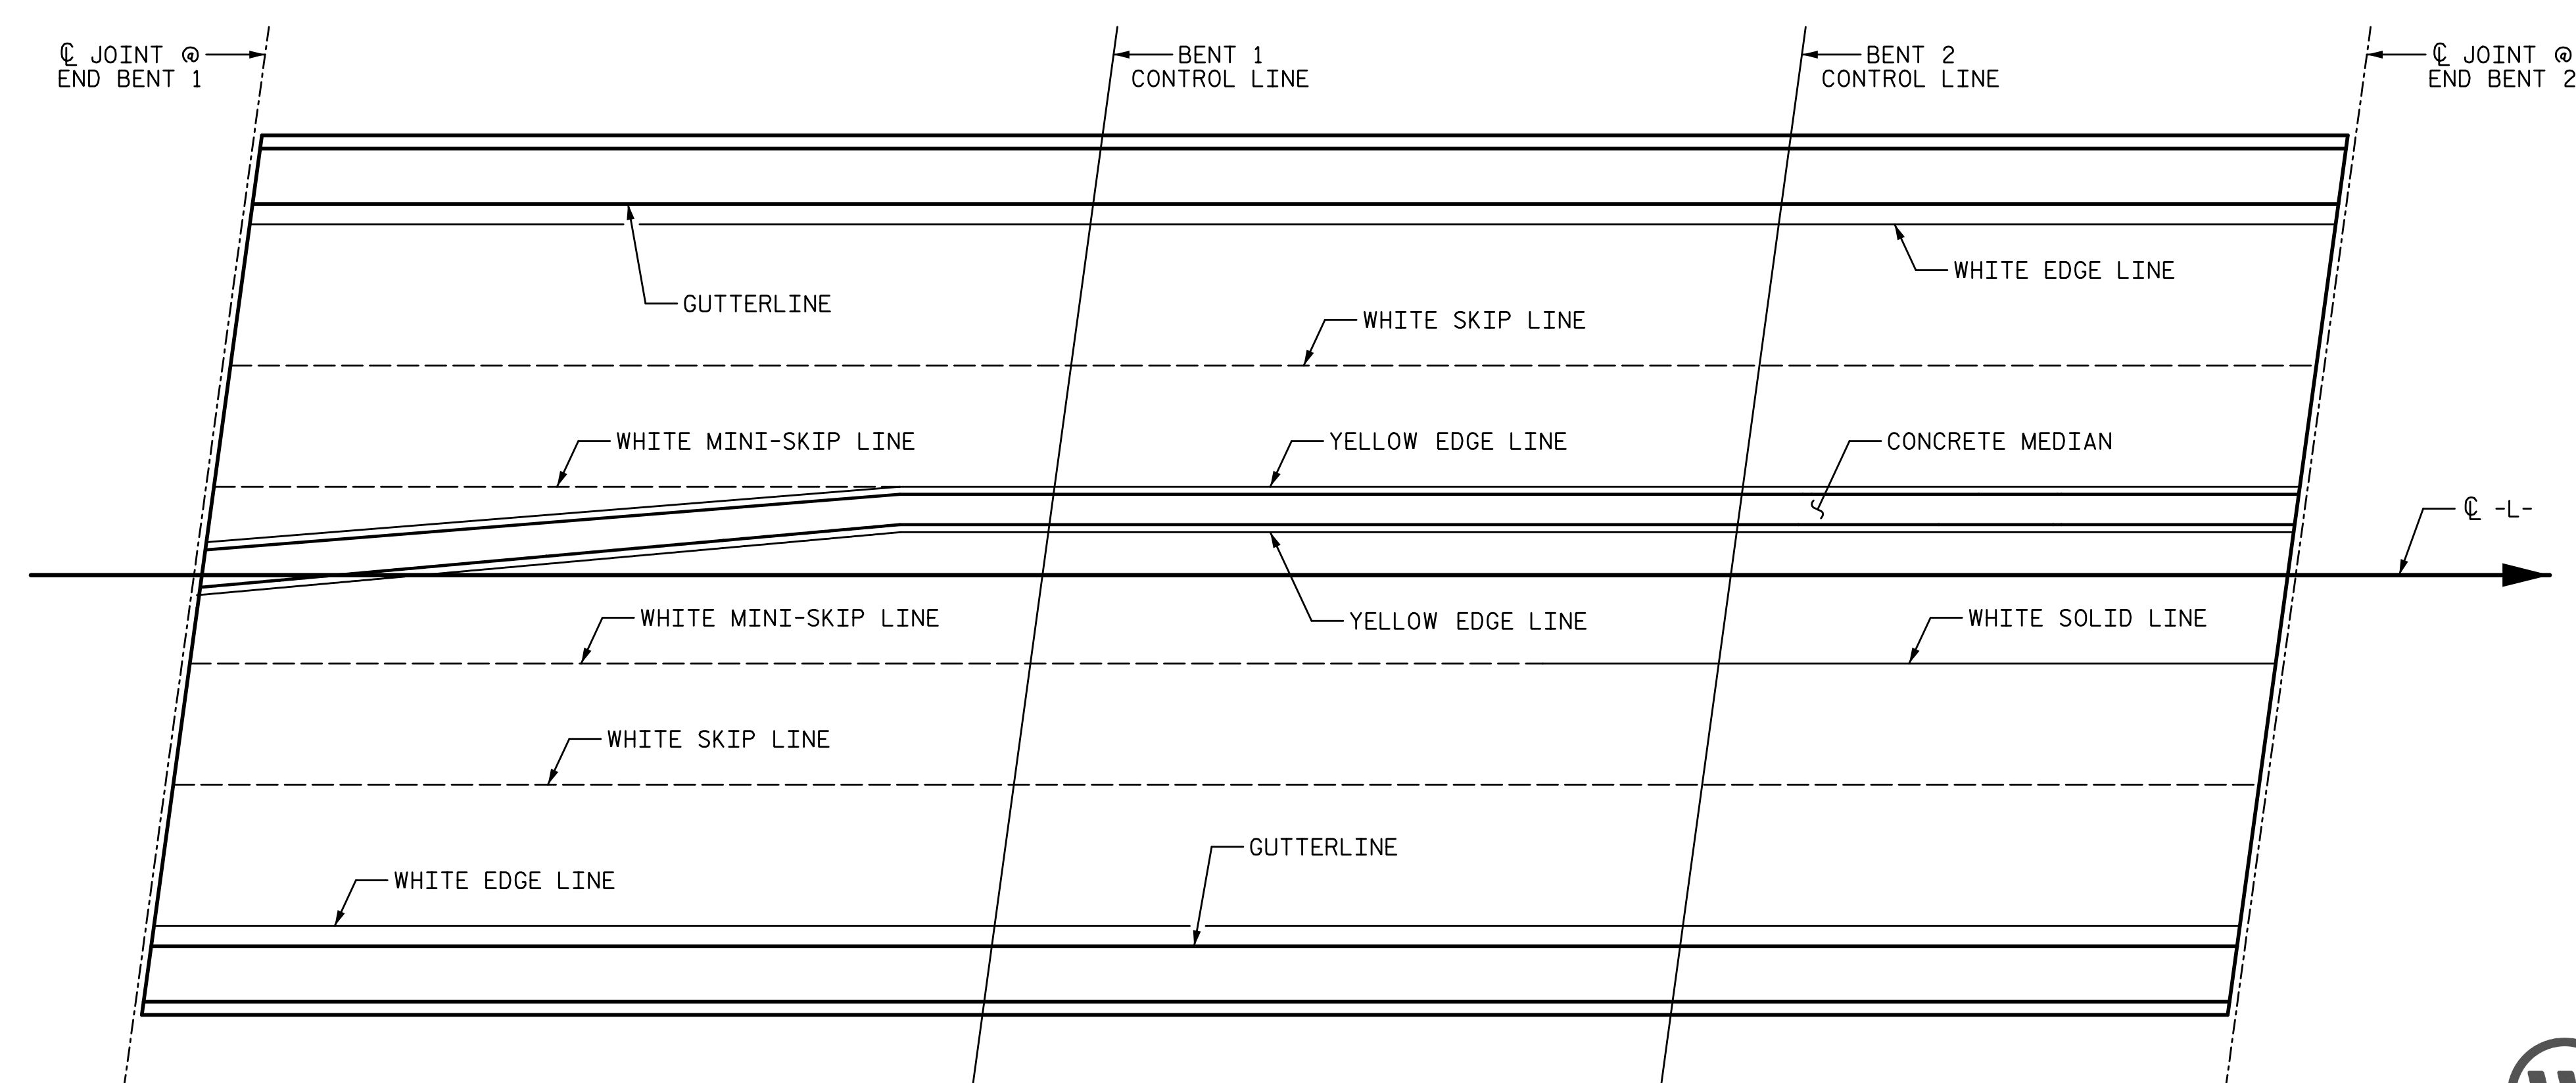 ℄ JOINT @
END BENT 1
BENT 1
CONTROL LINE
BENT 2
CONTROL LINE
℄ JOINT @
END BENT 2
WHITE EDGE LINE
GUTTERLINE
WHITE SKIP LINE
WHITE MINI-SKIP LINE
YELLOW EDGE LINE
CONCRETE MEDIAN
℄ -L-
WHITE MINI-SKIP LINE
YELLOW EDGE LINE
WHITE SOLID LINE
WHITE SKIP LINE
GUTTERLINE
WHITE EDGE LINE